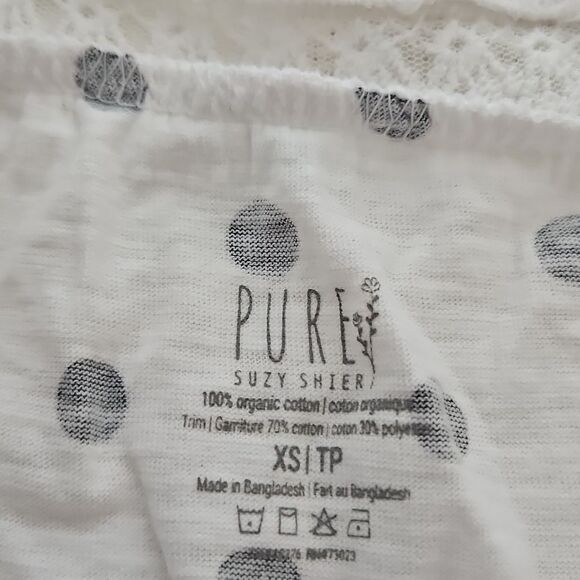 PURE
SUZY SHIER
100% organic cotton | coton organique
Trim | Garniture 70% cotton | coton 30% polyester
XS | TP
Made in Bangladesh | Fait au Bangladesh